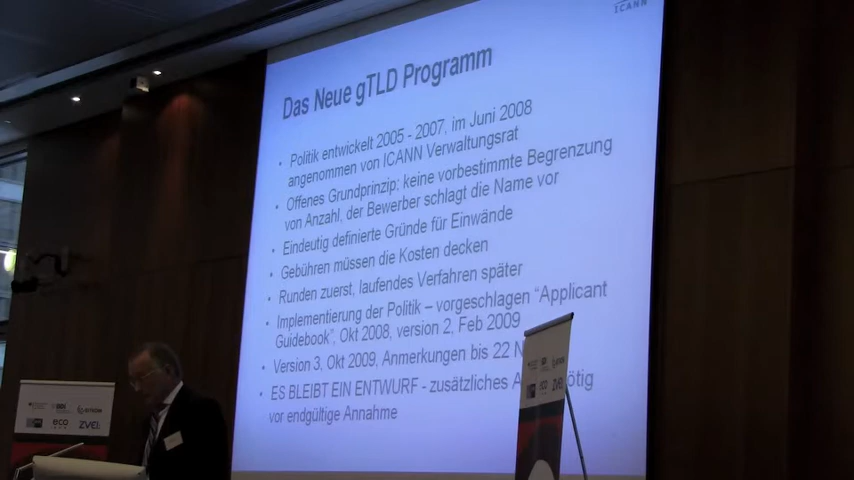 ICANN
Das Neue gTLD Programm
• Politik entwickelt 2005 - 2007, im Juni 2008
angenommen von ICANN Verwaltungsrat
• Offenes Grundprinzip; keine vorbestimmte Begrenzung
von Anzahl, der Bewerber schlagt die Name vor
• Eindeutig definierte Gründe für Einwände
• Gebühren müssen die Kosten decken
• Runden zuerst, laufendes Verfahren später
• Implementierung der Politik – vorgeschlagen "Applicant
Guidebook", Okt 2008, version 2, Feb 2009
• Version 3, Okt 2009, Anmerkungen bis 22 N
• ES BLEIBT EIN ENTWURF - zusätzliches A
vor endgültige Annahme
eco
ZVEI:
eco
ZVEI